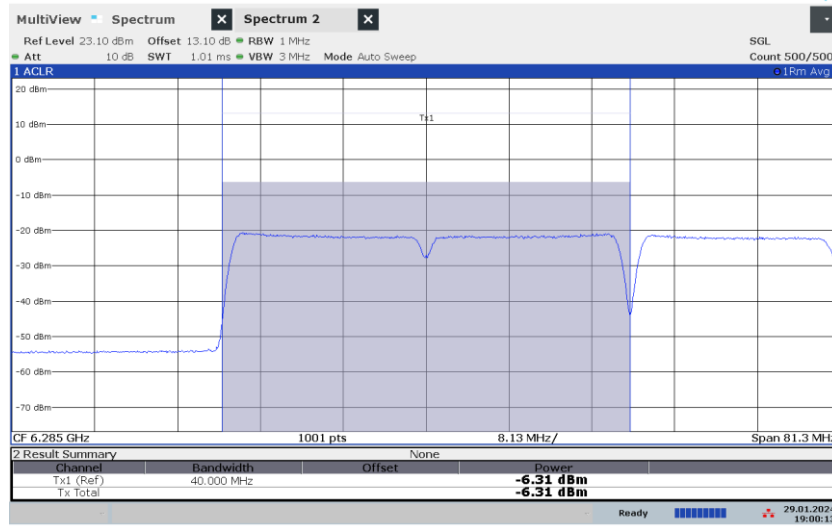 MultiView Spectrum X Spectrum 2 X
Ref Level 23.10 dBm Offset 13.10 dB RBW 1 MHz SGL
Att 10 dB SWT 1.01 ms VBW 3 MHz Mode Auto Sweep Count 500/500
1 ACLR 1Rm Avg
20 dBm
Tx1
10 dBm
0 dBm
-10 dBm
-20 dBm
-30 dBm
-40 dBm
-50 dBm
-60 dBm
-70 dBm
CF 6.285 GHz 1001 pts 8.13 MHz/ Span 81.3 MHz
2 Result Summary None
Channel Bandwidth Offset Power
Tx1 (Ref) 40.000 MHz -6.31 dBm
Tx Total -6.31 dBm
Ready 29.01.202
19:00:1